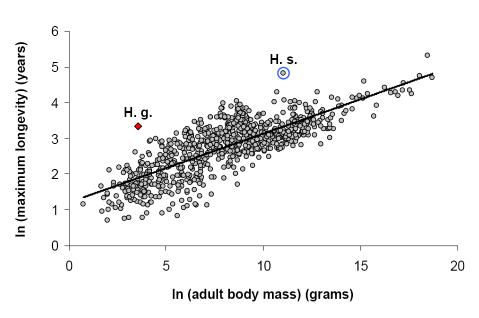 ln (maximum longevity) (years)
6
5
4
3
2
1
0
H. g.
H. s.
0 5 10 15 20
ln (adult body mass) (grams)